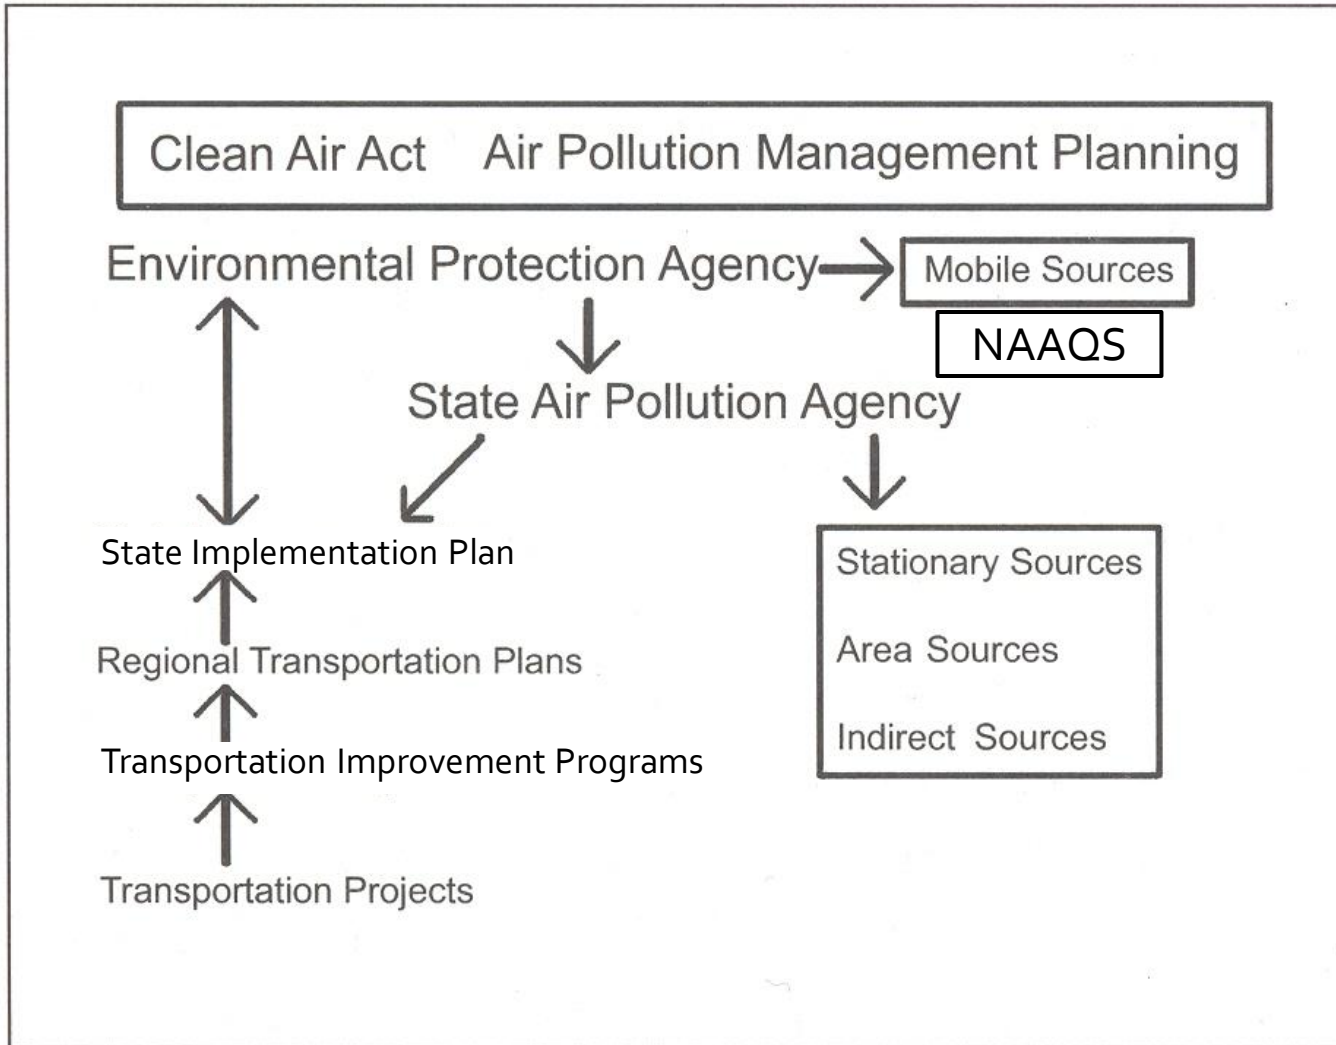 Clean Air Act Air Pollution Management Planning
Environmental Protection Agency
Mobile Sources
NAAQS
State Air Pollution Agency
State Implementation Plan
Stationary Sources
Regional Transportation Plans
Area Sources
Transportation Improvement Programs
Indirect Sources
Transportation Projects